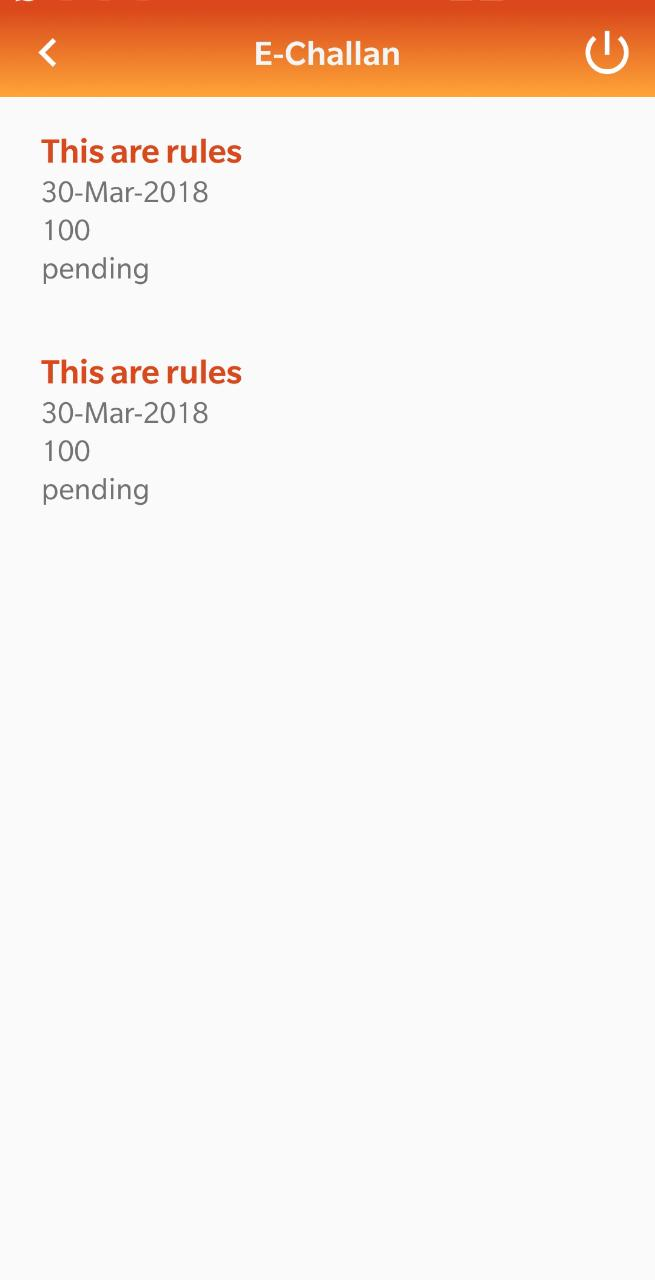 E-Challan
This are rules
30-Mar-2018
100
pending
This are rules
30-Mar-2018
100
pending